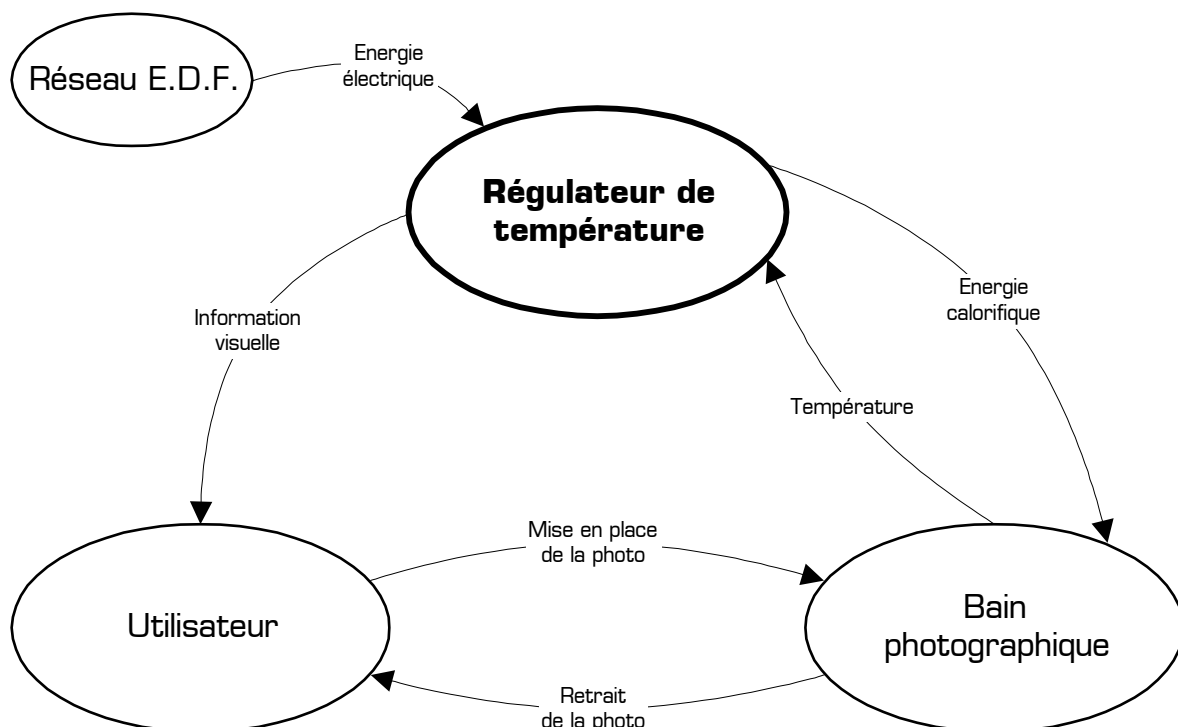 Réseau E.D.F.
Energie
électrique
Régulateur de
température
Information
visuelle
Energie
calorifique
Température
Mise en place
de la photo
Utilisateur
Bain
photographique
Retrait
de la photo